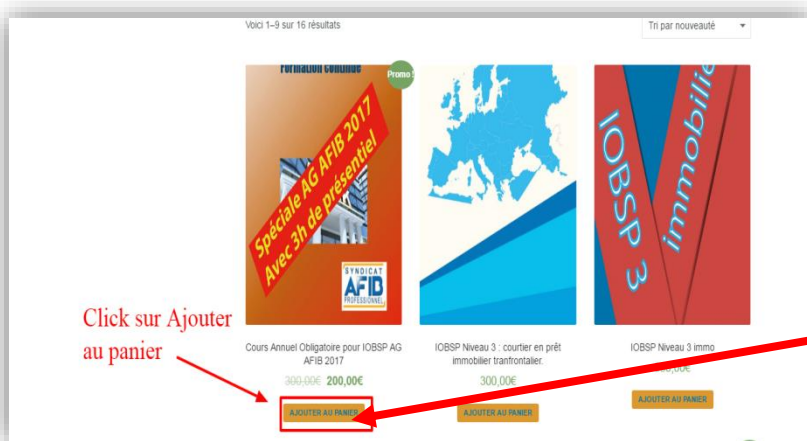 Voici 1–9 sur 16 résultats
Tri par nouveauté
Formation continue
Promo !
Spéciale AG AFIB 2017
Avec 3h de présentiel
SYNDICAT
AFIB
PROFESSIONNEL
IOBSP 3
immobilie
Click sur Ajouter
au panier
Cours Annuel Obligatoire pour IOBSP AG
AFIB 2017
300,00€ 200,00€
AJOUTER AU PANIER
IOBSP Niveau 3 : courtier en prêt
immobilier tranfrontalier.
300,00€
AJOUTER AU PANIER
IOBSP Niveau 3 immo
AJOUTER AU PANIER